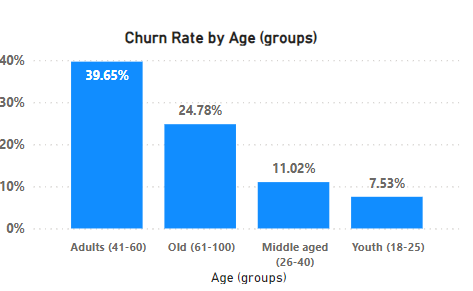 Churn Rate by Age (groups)
40%
39.65%
30%
24.78%
20%
11.02%
10%
7.53%
0%
Adults (41-60)
Old (61-100)
Middle aged
(26-40)
Youth (18-25)
Age (groups)